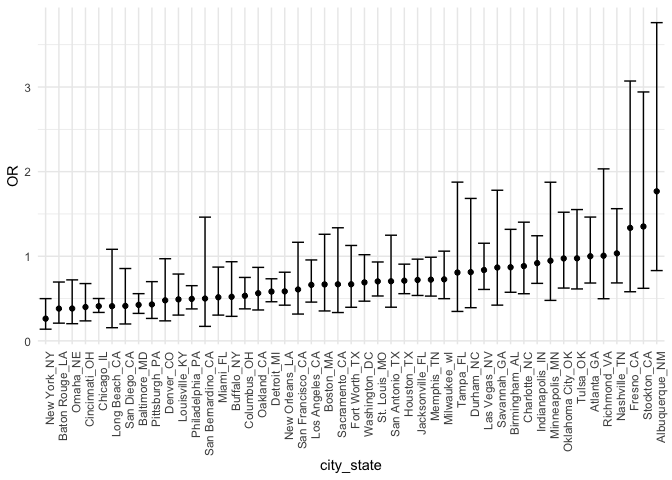 3
2
1
0
OR
New York_NY
Baton Rouge_LA
Omaha_NE
Cincinnati_OH
Chicago_IL
Long Beach_CA
San Diego_CA
Baltimore_MD
Pittsburgh_PA
Denver_CO
Louisville_KY
Philadelphia_PA
San Bernardino_CA
Miami_FL
Buffalo_NY
Columbus_OH
Oakland_CA
Detroit_MI
New Orleans_LA
San Francisco_CA
Los Angeles_CA
Boston_MA
Sacramento_CA
Fort Worth_TX
Washington_DC
St. Louis_MO
San Antonio_TX
Houston_TX
Jacksonville_FL
Memphis_TN
Milwaukee_wI
Tampa_FL
Durham_NC
Las Vegas_NV
Savannah_GA
Birmingham_AL
Charlotte_NC
Indianapolis_IN
Minneapolis_MN
Oklahoma City_OK
Tulsa_OK
Atlanta_GA
Richmond_VA
Nashville_TN
Fresno_CA
Stockton_CA
Albuquerque_NM
city_state